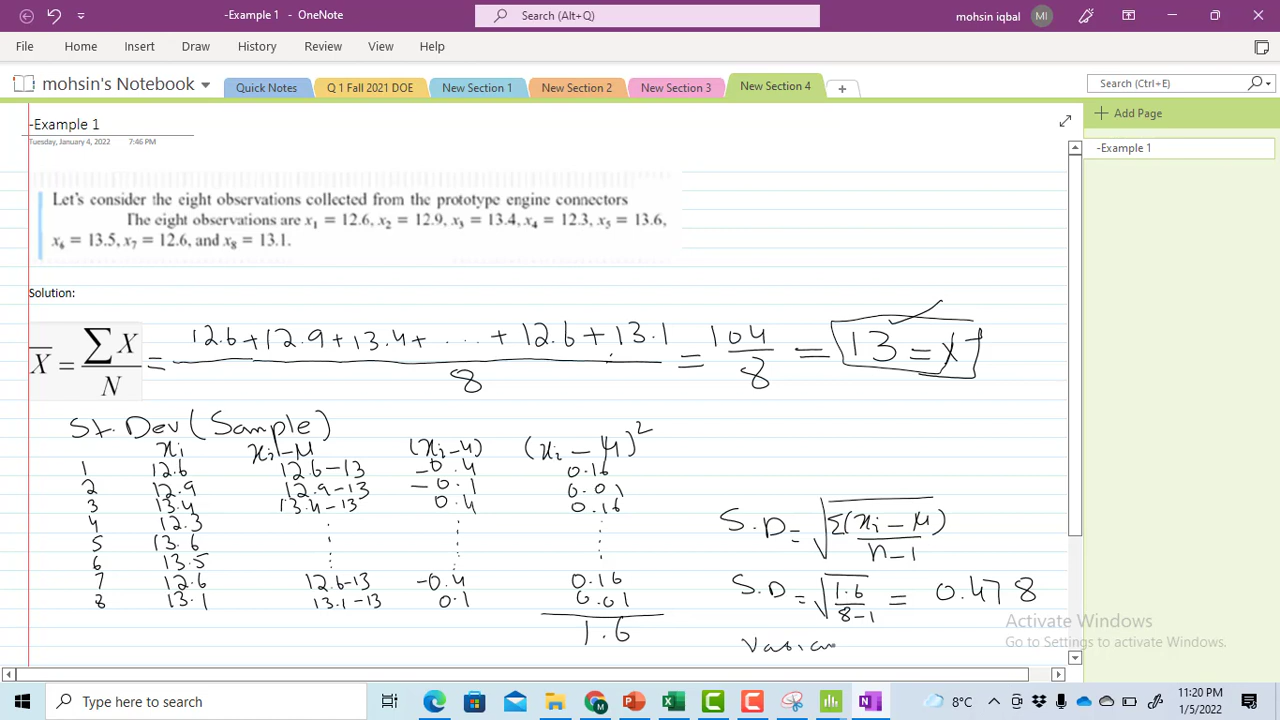 -Example 1 - OneNote
Search (Alt+Q)
mohsin iqbal
MI
File Home Insert Draw History Review View Help
mohsin's Notebook
Quick Notes
Q 1 Fall 2021 DOE
New Section 1
New Section 2
New Section 3
New Section 4
Search (Ctrl+E)
Add Page
-Example 1
-Example 1
Tuesday, January 4, 2022 7:46 PM
Let's consider the eight observations collected from the prototype engine connectors
The eight observations are x₁ = 12.6, x₂ = 12.9, x₃ = 13.4, x₄ = 12.3, x₅ = 13.6,
x₆ = 13.5, x₇ = 12.6, and x₈ = 13.1.
Solution:
X̅ = ∑X / N = 12.6+12.9+13.4+ .... + 12.6+13.1 / 8 = 104 / 8 = 13 = x̄
St. Dev (Sample)
xi xi-µ (xi-µ) (xi-µ)²
1 12.6 12.6-13 -0.4 0.16
2 12.9 12.9-13 -0.1 0.01
3 13.4 13.4-13 0.4 0.16
4 12.3
5 13.6
6 13.5
7 12.6 12.6-13 -0.4 0.16
8 13.1 13.1-13 0.1 0.01
1.6
S.D = √Σ(xi-µ) / n-1
S.D = √1.6 / 8-1 = 0.478
Varian
Activate Windows
Go to Settings to activate Windows.
Type here to search
8°C
11:20 PM
1/5/2022